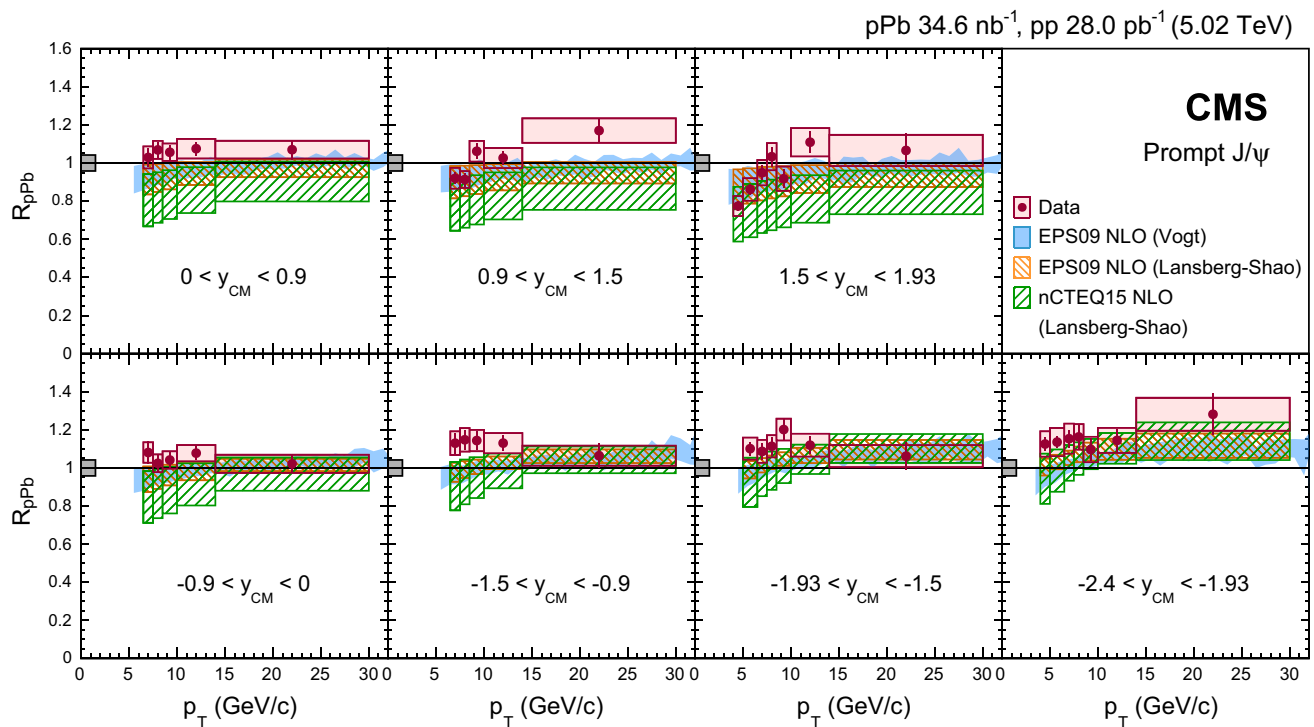 pPb 34.6 nb⁻¹, pp 28.0 pb⁻¹ (5.02 TeV)
1.6
1.4
1.2
1
0.8
0.6
0.4
0.2
0
R_pPb
0 < y_CM < 0.9
0.9 < y_CM < 1.5
1.5 < y_CM < 1.93
CMS
Prompt J/ψ
Data
EPS09 NLO (Vogt)
EPS09 NLO (Lansberg-Shao)
nCTEQ15 NLO
(Lansberg-Shao)
1.4
1.2
1
0.8
0.6
0.4
0.2
0
R_pPb
-0.9 < y_CM < 0
-1.5 < y_CM < -0.9
-1.93 < y_CM < -1.5
-2.4 < y_CM < -1.93
0 5 10 15 20 25 30 0 5 10 15 20 25 30 0 5 10 15 20 25 30 0 5 10 15 20 25 30
p_T (GeV/c) p_T (GeV/c) p_T (GeV/c) p_T (GeV/c)